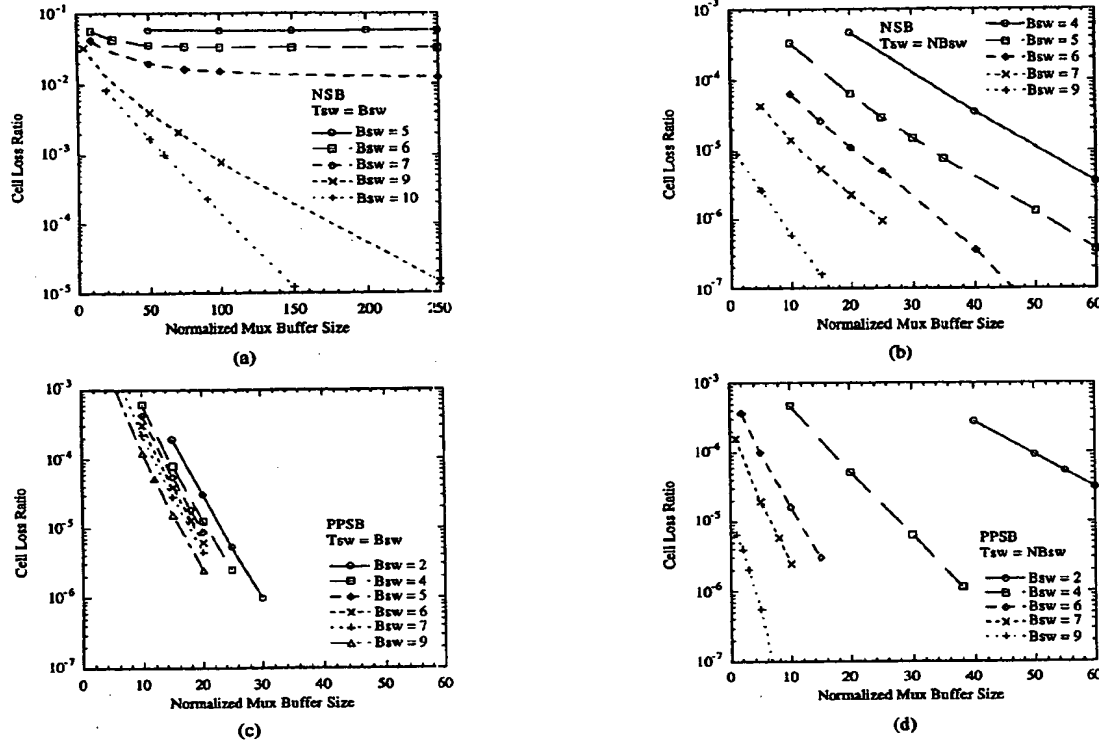 10^0
10^-1
10^-2
10^-3
10^-4
10^-5
Cell Loss Ratio
NSB
Tsw = Bsw
Bsw = 5
Bsw = 6
Bsw = 7
Bsw = 9
Bsw = 10
0 50 100 150 200 250
Normalized Mux Buffer Size
(a)
10^-3
10^-4
10^-5
10^-6
10^-7
Cell Loss Ratio
NSB
Tsw = NBsw
Bsw = 4
Bsw = 5
Bsw = 6
Bsw = 7
Bsw = 9
0 10 20 30 40 50 60
Normalized Mux Buffer Size
(b)
10^-3
10^-4
10^-5
10^-6
10^-7
Cell Loss Ratio
PPSB
Tsw = Bsw
Bsw = 2
Bsw = 4
Bsw = 5
Bsw = 6
Bsw = 7
Bsw = 9
0 10 20 30 40 50 60
Normalized Mux Buffer Size
(c)
10^-3
10^-4
10^-5
10^-6
10^-7
Cell Loss Ratio
PPSB
Tsw = NBsw
Bsw = 2
Bsw = 4
Bsw = 6
Bsw = 7
Bsw = 9
0 10 20 30 40 50 60
Normalized Mux Buffer Size
(d)